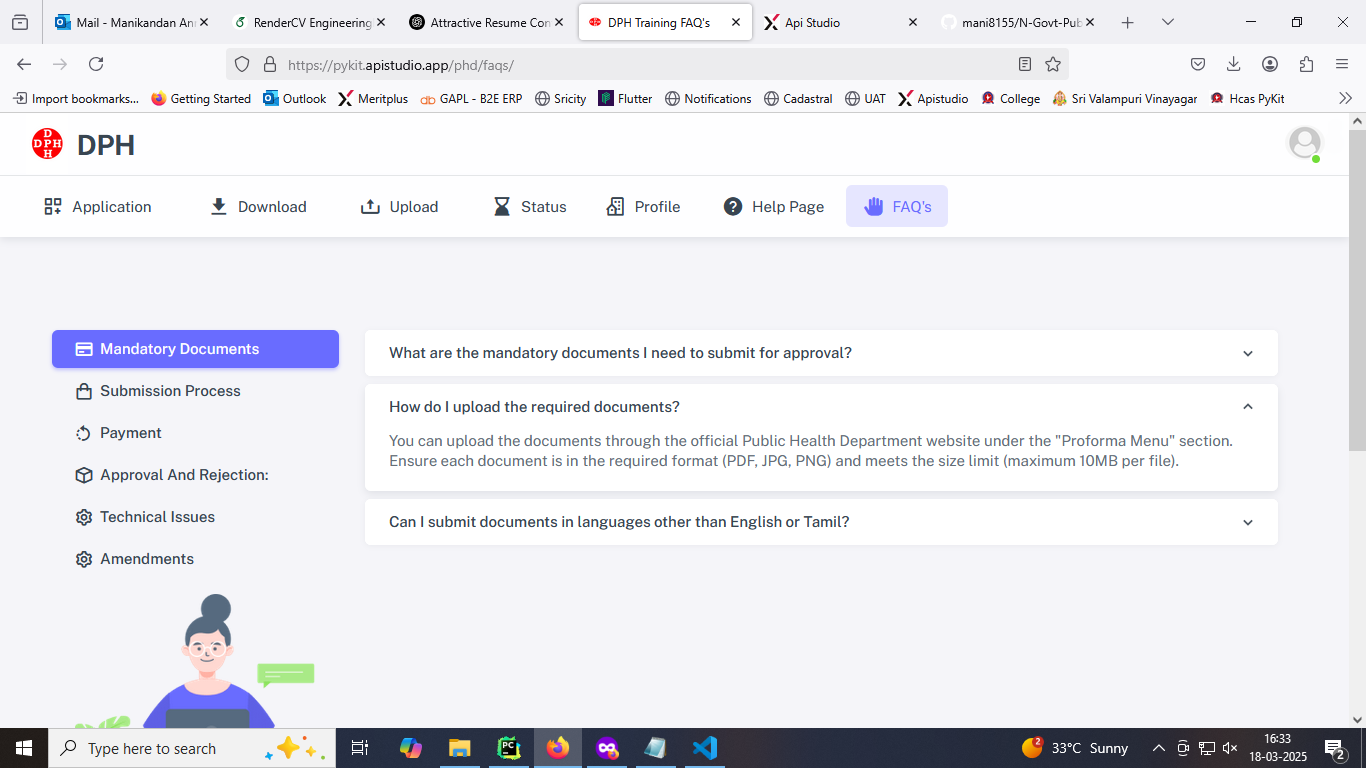 Mail - Manikandan An
RenderCV Engineering
Attractive Resume Con
DPH Training FAQ's
Api Studio
mani8155/N-Govt-Pub
https://pykit.apistudio.app/phd/faqs/
Import bookmarks...
Getting Started
Outlook
Meritplus
GAPL - B2E ERP
Sricity
Flutter
Notifications
Cadastral
UAT
Apistudio
College
Sri Valampuri Vinayagar
Hcas PyKit
D
DPH
H
DPH
Application
Download
Upload
Status
Profile
Help Page
FAQ's
Mandatory Documents
Submission Process
Payment
Approval And Rejection:
Technical Issues
Amendments
What are the mandatory documents I need to submit for approval?
How do I upload the required documents?
You can upload the documents through the official Public Health Department website under the "Proforma Menu" section.
Ensure each document is in the required format (PDF, JPG, PNG) and meets the size limit (maximum 10MB per file).
Can I submit documents in languages other than English or Tamil?
Type here to search
PC
2
33°C Sunny
16:33
18-03-2025
2